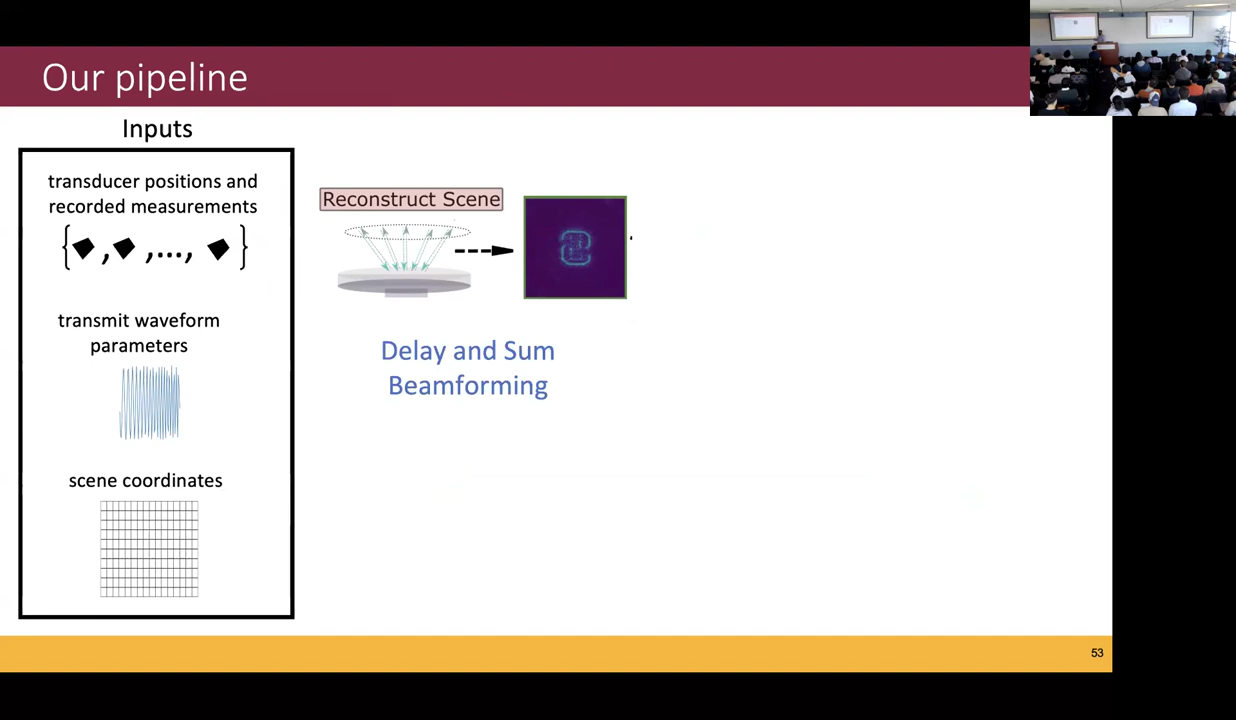 Our pipeline
Inputs
transducer positions and
recorded measurements
{ , ,..., }
transmit waveform
parameters
scene coordinates
Reconstruct Scene
Delay and Sum
Beamforming
53